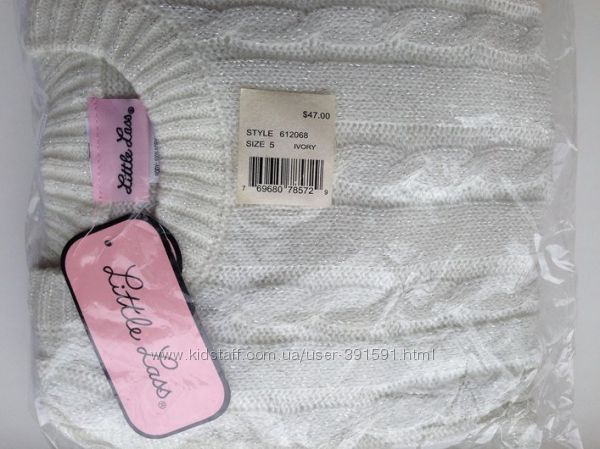 $47.00
STYLE 612068
SIZE 5 IVORY
7 69680 78572 9
Little Lass®
Little Lass®
www.kidstaff.com.ua/user-391591.html